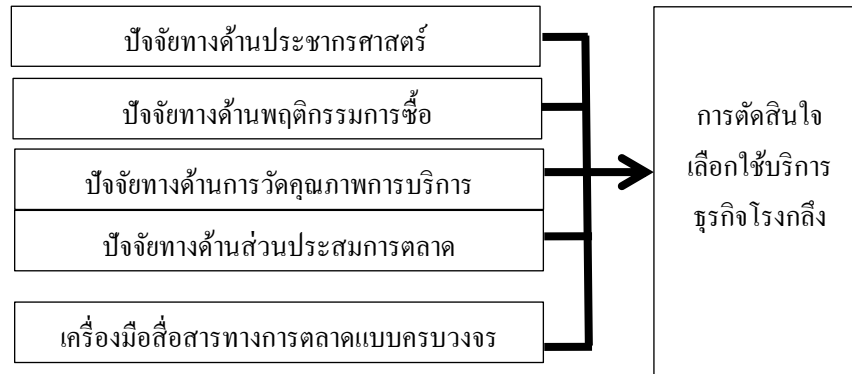 ปัจจัยทางด้านประชากรศาสตร์
ปัจจัยทางด้านพฤติกรรมการซื้อ
ปัจจัยทางด้านการวัดคุณภาพการบริการ
ปัจจัยทางด้านส่วนประสมการตลาด
เครื่องมือสื่อสารทางการตลาดแบบครบวงจร
การตัดสินใจ
เลือกใช้บริการ
ธุรกิจโรงกลึง